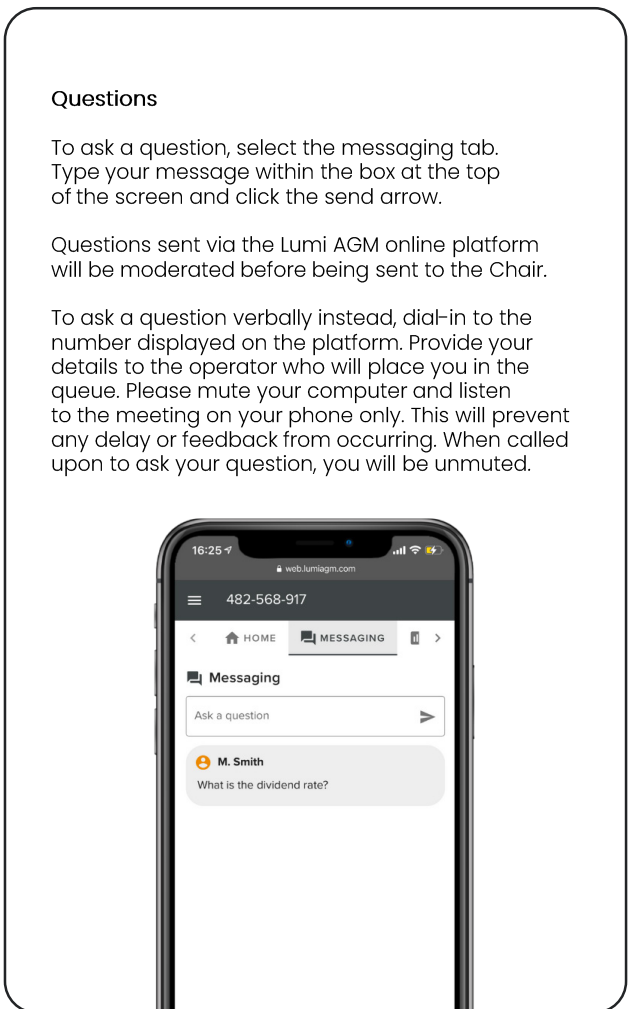 Questions
To ask a question, select the messaging tab.
Type your message within the box at the top
of the screen and click the send arrow.
Questions sent via the Lumi AGM online platform
will be moderated before being sent to the Chair.
To ask a question verbally instead, dial-in to the
number displayed on the platform. Provide your
details to the operator who will place you in the
queue. Please mute your computer and listen
to the meeting on your phone only. This will prevent
any delay or feedback from occurring. When called
upon to ask your question, you will be unmuted.
16:25
web.lumiagm.com
482-568-917
HOME MESSAGING
Messaging
Ask a question
M. Smith
What is the dividend rate?